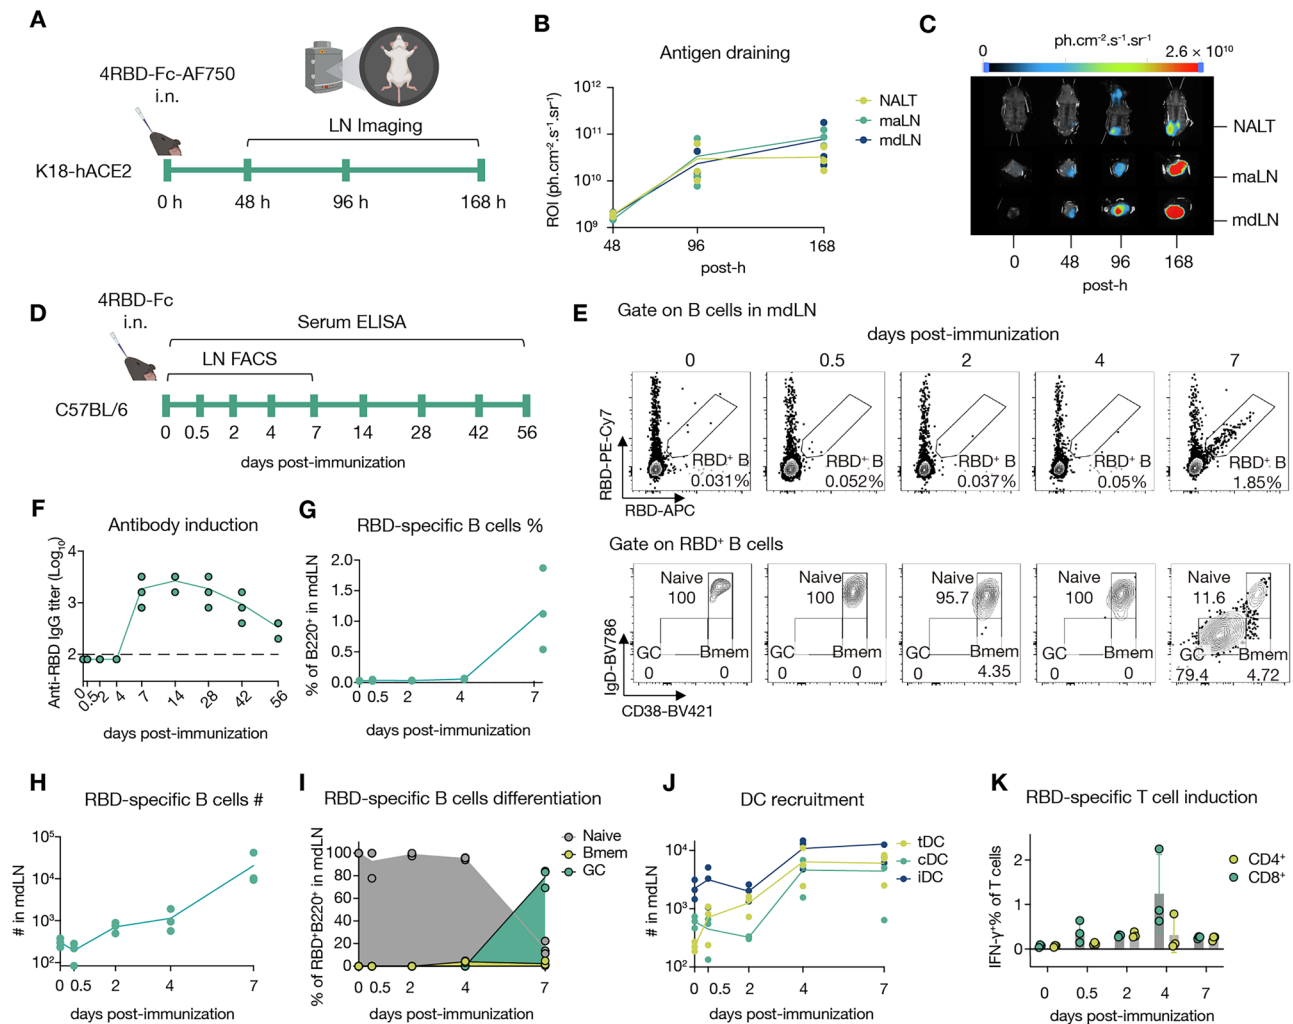 A
4RBD-Fc-AF750
i.n.
LN Imaging
K18-hACE2
0 h
48 h
96 h
168 h
B
Antigen draining
ROI (ph.cm⁻².s⁻¹.sr¹)
10¹²
10¹¹
10¹⁰
10⁹
48
96
168
post-h
NALT
maLN
mdLN
C
ph.cm⁻².s⁻¹.sr¹
0
2.6 × 10¹⁰
NALT
maLN
mdLN
0
48
96
168
post-h
D
4RBD-Fc
i.n.
Serum ELISA
LN FACS
C57BL/6
0
0.5
2
4
7
14
28
42
56
days post-immunization
E
Gate on B cells in mdLN
days post-immunization
0
0.5
2
4
7
RBD-PE-Cy7
RBD⁺ B
0.031%
RBD⁺ B
0.052%
RBD⁺ B
0.037%
RBD⁺ B
0.05%
RBD⁺ B
1.85%
RBD-APC
Gate on RBD⁺ B cells
IgD-BV786
Naive
100
GC
0
Bmem
0
Naive
100
GC
0
Bmem
0
Naive
95.7
GC
0
Bmem
4.35
Naive
100
GC
0
Bmem
0
Naive
11.6
GC
79.4
Bmem
4.72
CD38-BV421
F
Antibody induction
Anti-RBD IgG titer (Log₁₀)
4
3
2
0
0.5
2
4
7
14
28
42
56
days post-immunization
G
RBD-specific B cells %
% of B220⁺ in mdLN
2.0
1.5
1.0
0.5
0.0
0
0.5
2
4
7
days post-immunization
H
RBD-specific B cells #
# in mdLN
10⁵
10⁴
10³
10²
0
0.5
2
4
7
days post-immunization
I
RBD-specific B cells differentiation
% of RBD⁺B220⁺ in mdLN
100
80
60
40
20
0
0
0.5
2
4
7
days post-immunization
Naive
Bmem
GC
J
DC recruitment
# in mdLN
10⁴
10³
10²
0
0.5
2
4
7
days post-immunization
tDC
cDC
iDC
K
RBD-specific T cell induction
IFN-γ⁺% of T cells
2
1
0
0
0.5
2
4
7
days post-immunization
CD4⁺
CD8⁺